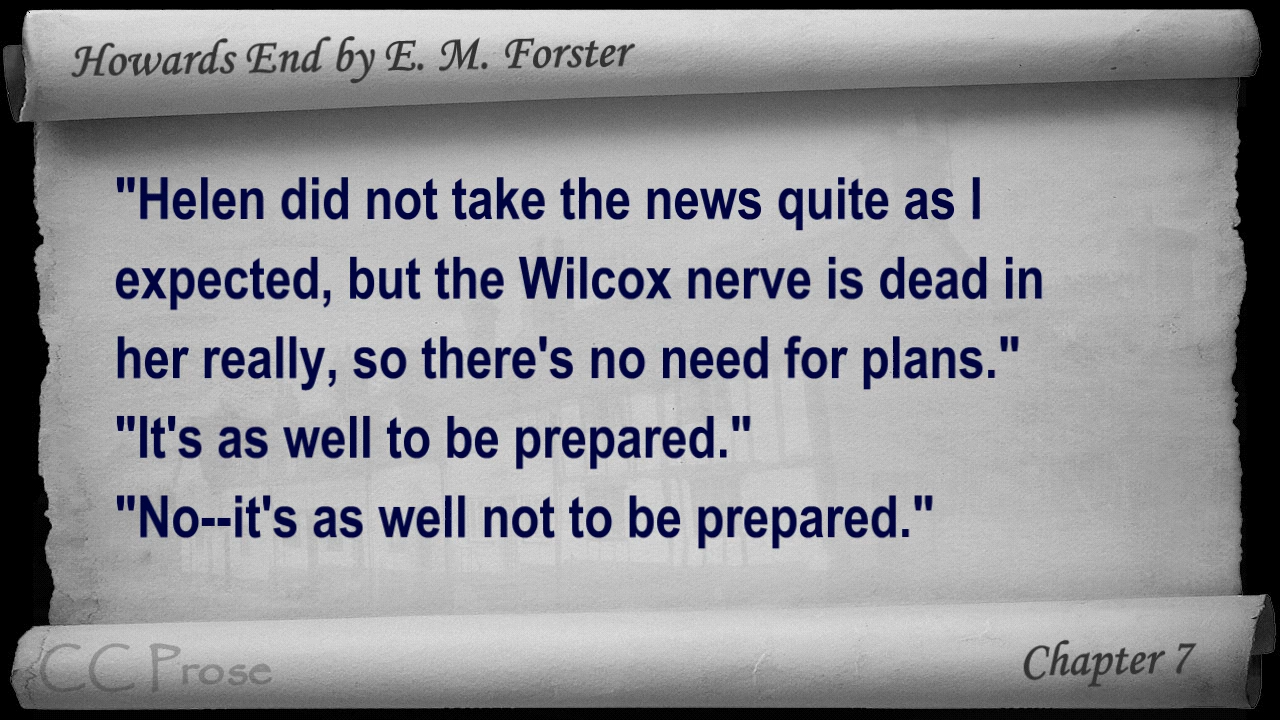 Howards End by E. M. Forster
"Helen did not take the news quite as I
expected, but the Wilcox nerve is dead in
her really, so there's no need for plans."
"It's as well to be prepared."
"No--it's as well not to be prepared."
CC Prose
Chapter 7